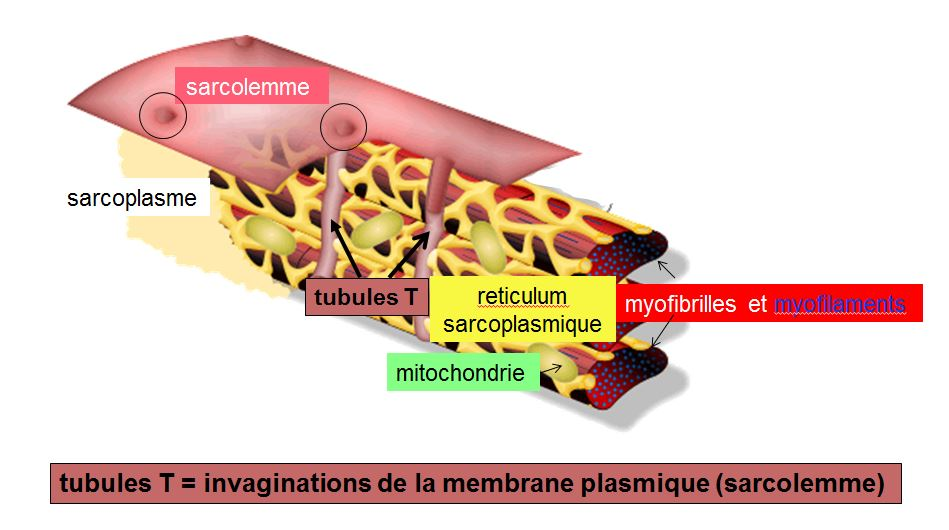 sarcolemme
sarcoplasme
tubules T
reticulum
sarcoplasmique
myofibrilles et myofilaments
mitochondrie
tubules T = invaginations de la membrane plasmique (sarcolemme)